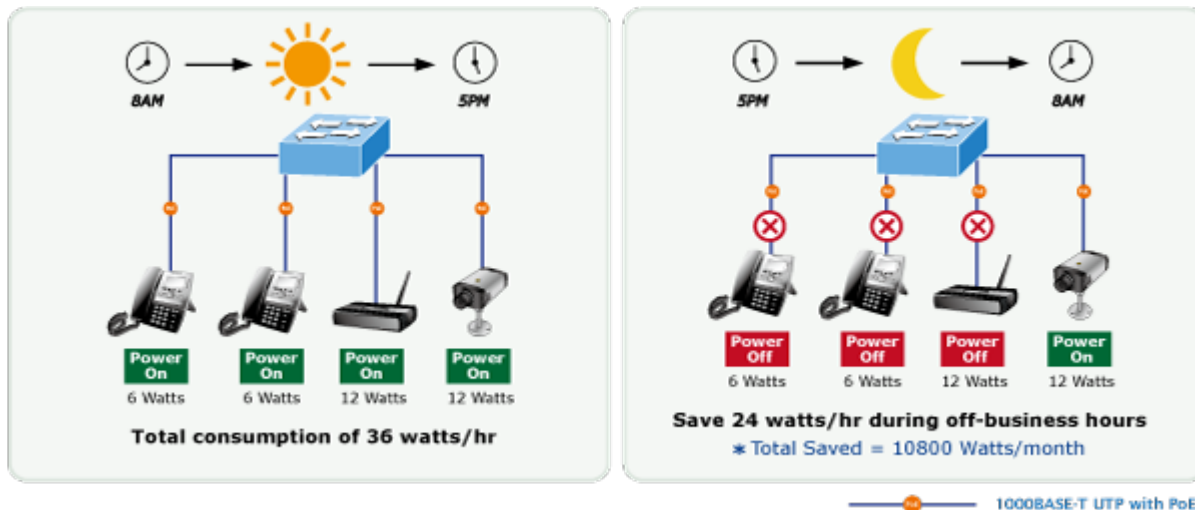 8AM
5PM
Power On
6 Watts
Power On
6 Watts
Power On
12 Watts
Power On
12 Watts
Total consumption of 36 watts/hr
5PM
8AM
Power Off
6 Watts
Power Off
6 Watts
Power Off
12 Watts
Power On
12 Watts
Save 24 watts/hr during off-business hours
* Total Saved = 10800 Watts/month
1000BASE-T UTP with PoE